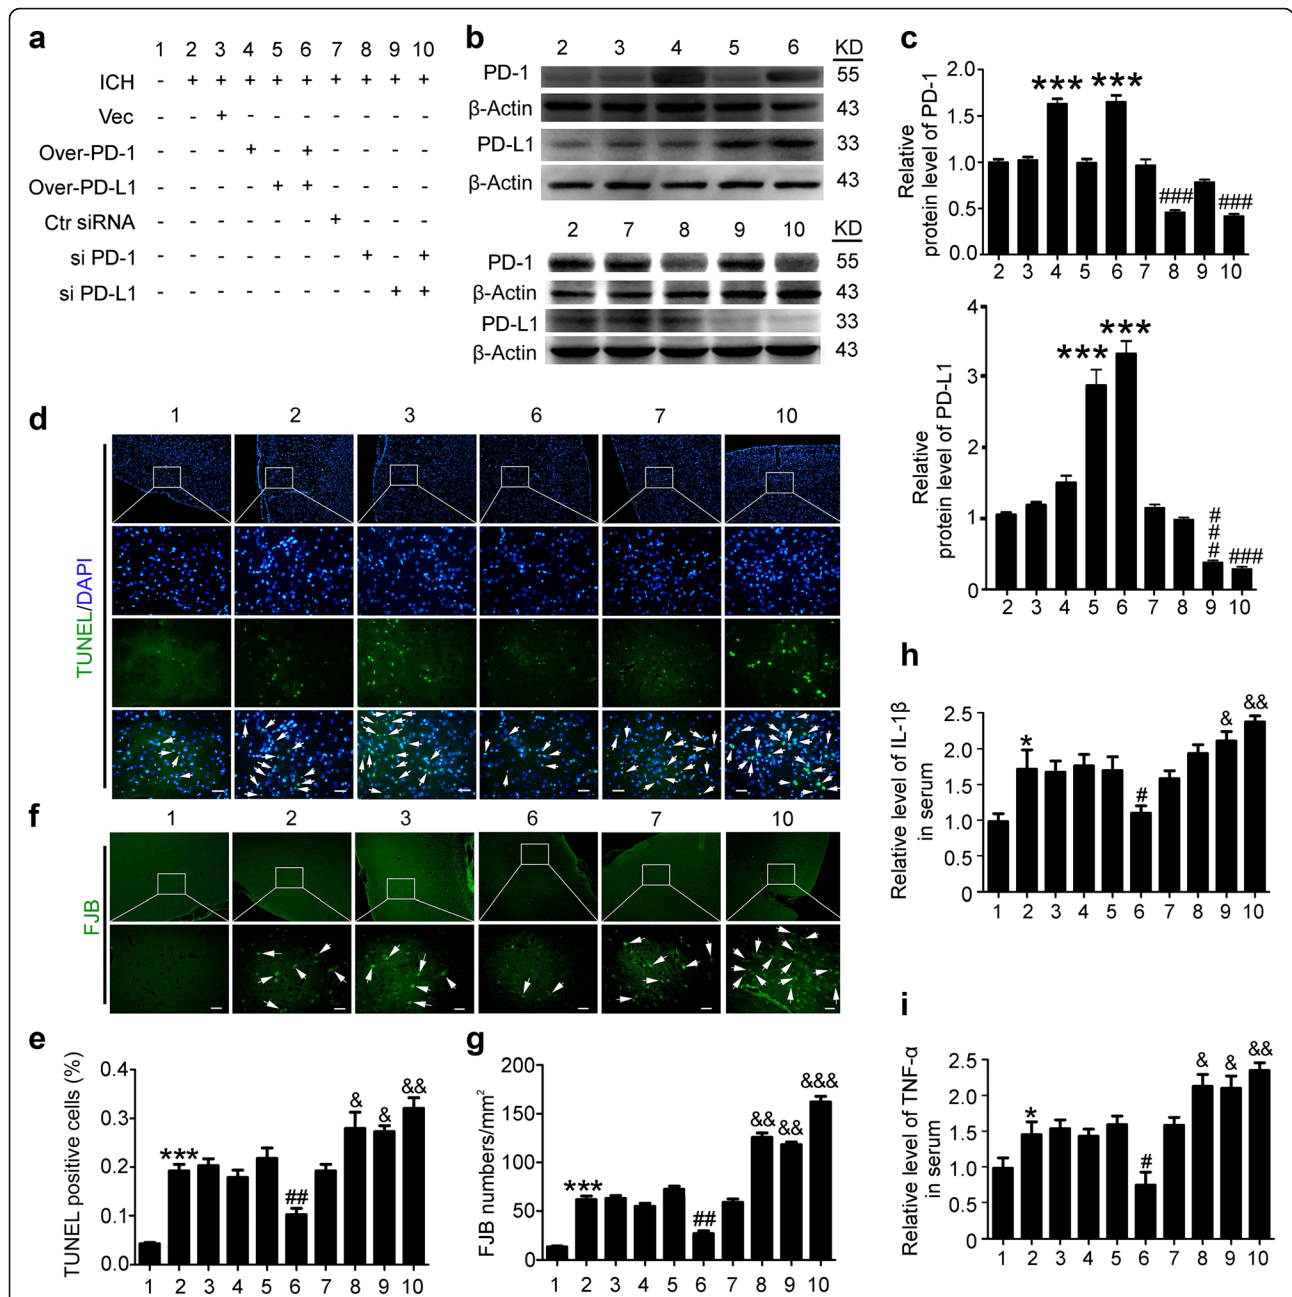 a
1 2 3 4 5 6 7 8 9 10
ICH - + + + + + + + + +
Vec - - + - - - - - - -
Over-PD-1 - - - + - + - - - -
Over-PD-L1 - - - - + + - - - -
Ctr siRNA - - - - - - + - - -
si PD-1 - - - - - - - + - +
si PD-L1 - - - - - - - - + +
b
2 3 4 5 6 KD
PD-1 55
β-Actin 43
PD-L1 33
β-Actin 43
2 7 8 9 10 KD
PD-1 55
β-Actin 43
PD-L1 33
β-Actin 43
c
Relative
protein level of PD-1
2.0
1.5
1.0
0.5
0.0
*** *** ### ###
2 3 4 5 6 7 8 9 10
Relative
protein level of PD-L1
4
3
2
1
0
*** *** ### ###
2 3 4 5 6 7 8 9 10
d
1 2 3 6 7 10
TUNEL/DAPI
f
1 2 3 6 7 10
FJB
e
TUNEL positive cells (%)
0.4
0.3
0.2
0.1
0.0
*** ## & & &&
1 2 3 4 5 6 7 8 9 10
g
FJB numbers/mm²
200
150
100
50
0
*** ## && && &&&
1 2 3 4 5 6 7 8 9 10
h
Relative level of IL-1β
in serum
2.5
2.0
1.5
1.0
0.5
0
* # & &&
1 2 3 4 5 6 7 8 9 10
i
Relative level of TNF-α
in serum
2.5
2.0
1.5
1.0
0.5
0
* # & & &&
1 2 3 4 5 6 7 8 9 10